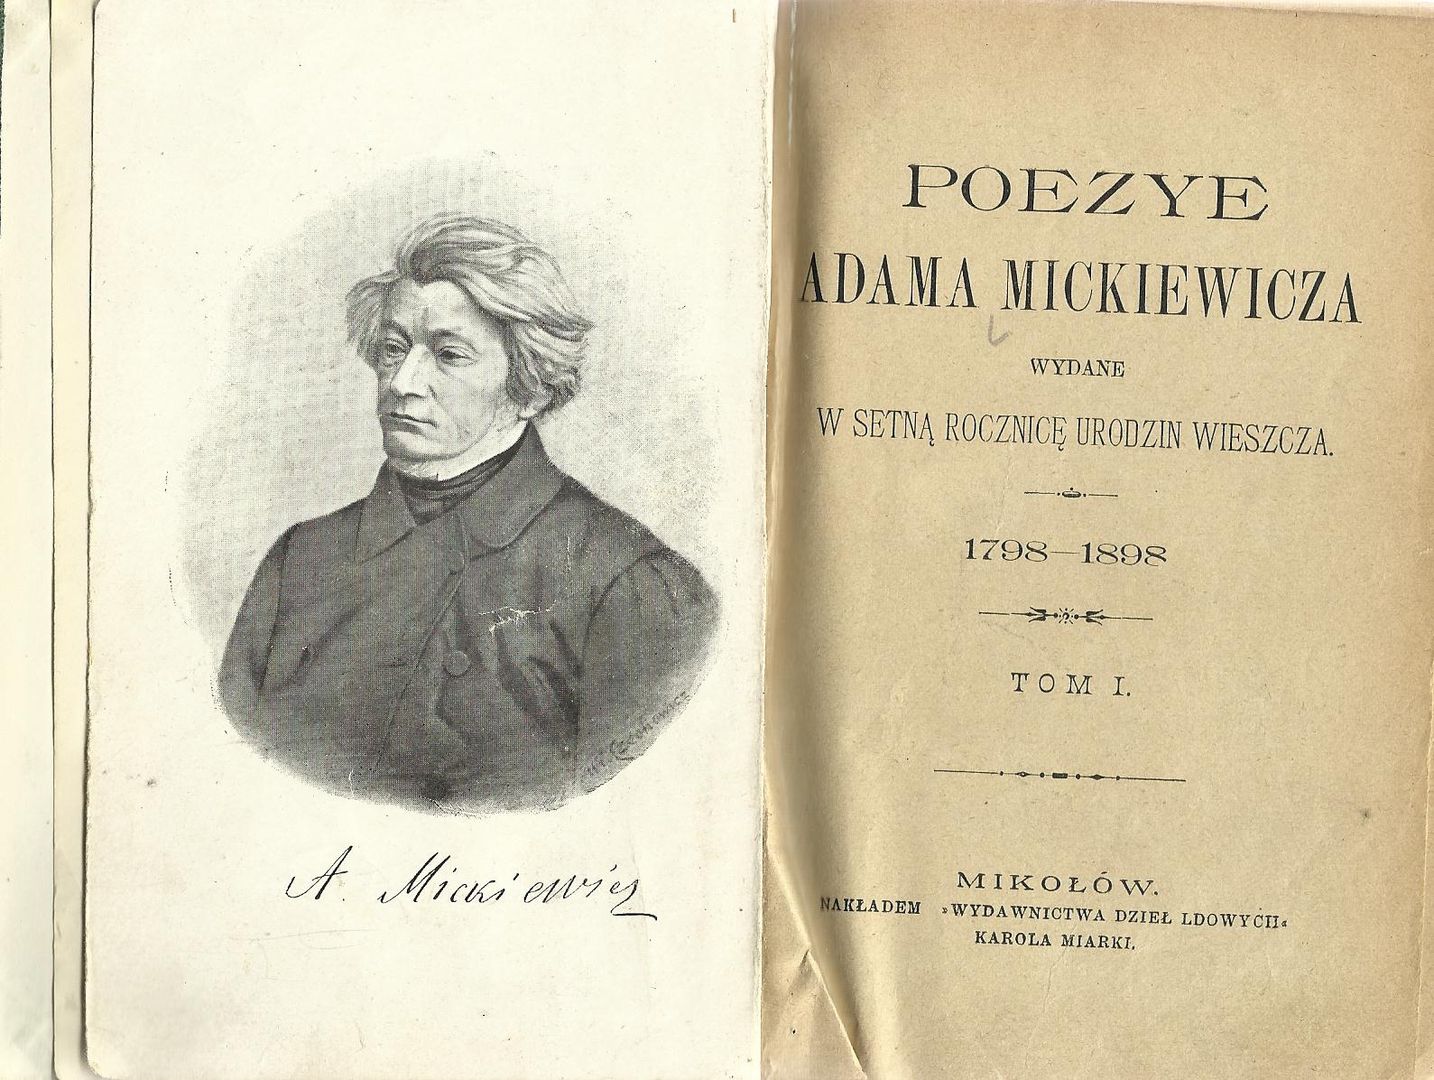 A. Mickiewicz
POEZYE
ADAMA MICKIEWICZA
WYDANE
W SETNĄ ROCZNICĘ URODZIN WIESZCZA.
1798—1898
TOM I.
MIKOŁÓW.
NAKŁADEM »WYDAWNICTWA DZIEŁ LDOWYCH«
KAROLA MIARKI.